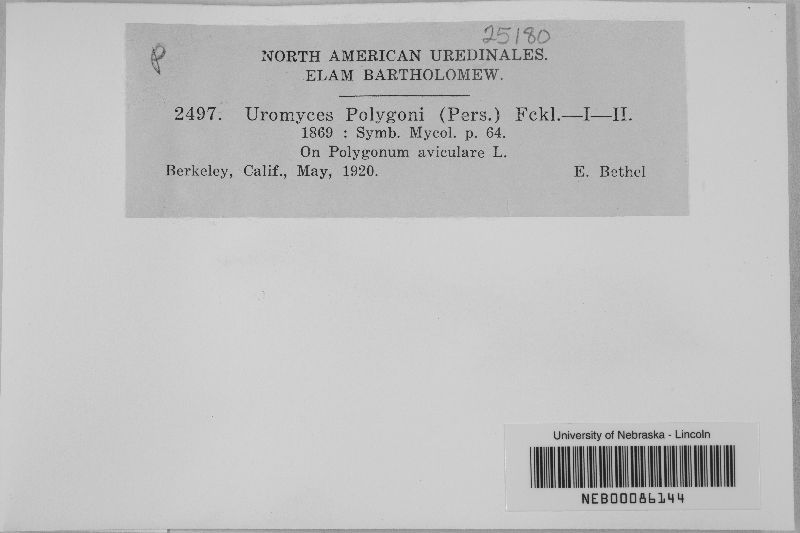 25180
P
NORTH AMERICAN UREDINALES.
ELAM BARTHOLOMEW.
2497. Uromyces Polygoni (Pers.) Fckl.—I—II.
1869 : Symb. Mycol. p. 64.
On Polygonum aviculare L.
Berkeley, Calif., May, 1920. E. Bethel
University of Nebraska - Lincoln
NEB00086144